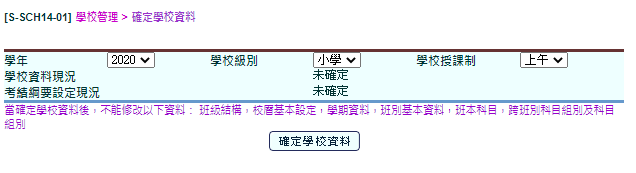 [S-SCH14-01] 學校管理 > 確定學校資料
學年 2020 學校級別 小學 學校授課制 上午
學校資料現況 未確定
考績綱要設定現況 未確定
當確定學校資料後，不能修改以下資料： 班級結構，校曆基本設定，學期資料，班別基本資料，班本科目，跨班別科目組別及科目
組別
確定學校資料